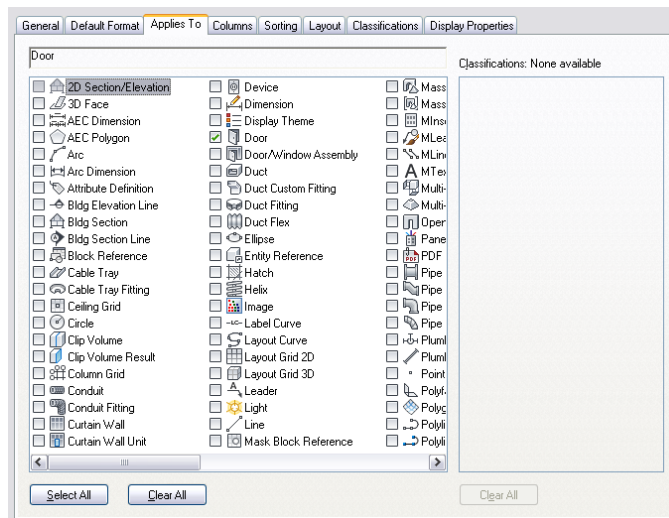 General Default Format Applies To Columns Sorting Layout Classifications Display Properties
Door
Classifications: None available
2D Section/Elevation
3D Face
AEC Dimension
AEC Polygon
Arc
Arc Dimension
Attribute Definition
Bldg Elevation Line
Bldg Section
Bldg Section Line
Block Reference
Cable Tray
Cable Tray Fitting
Ceiling Grid
Circle
Clip Volume
Clip Volume Result
Column Grid
Conduit
Conduit Fitting
Curtain Wall
Curtain Wall Unit
Device
Dimension
Display Theme
Door
Door/Window Assembly
Duct
Duct Custom Fitting
Duct Fitting
Duct Flex
Ellipse
Entity Reference
Hatch
Helix
Image
Label Curve
Layout Curve
Layout Grid 2D
Layout Grid 3D
Leader
Light
Line
Mask Block Reference
Mass
Mass
MIns
MLea
MLin
MTex
Multi-
Multi-
Open
Pane
PDF
Pipe
Pipe
Pipe
Pipe
Plum
Plum
Point
Polyf
Polyg
Polyli
Polyli
Select All Clear All Clear All